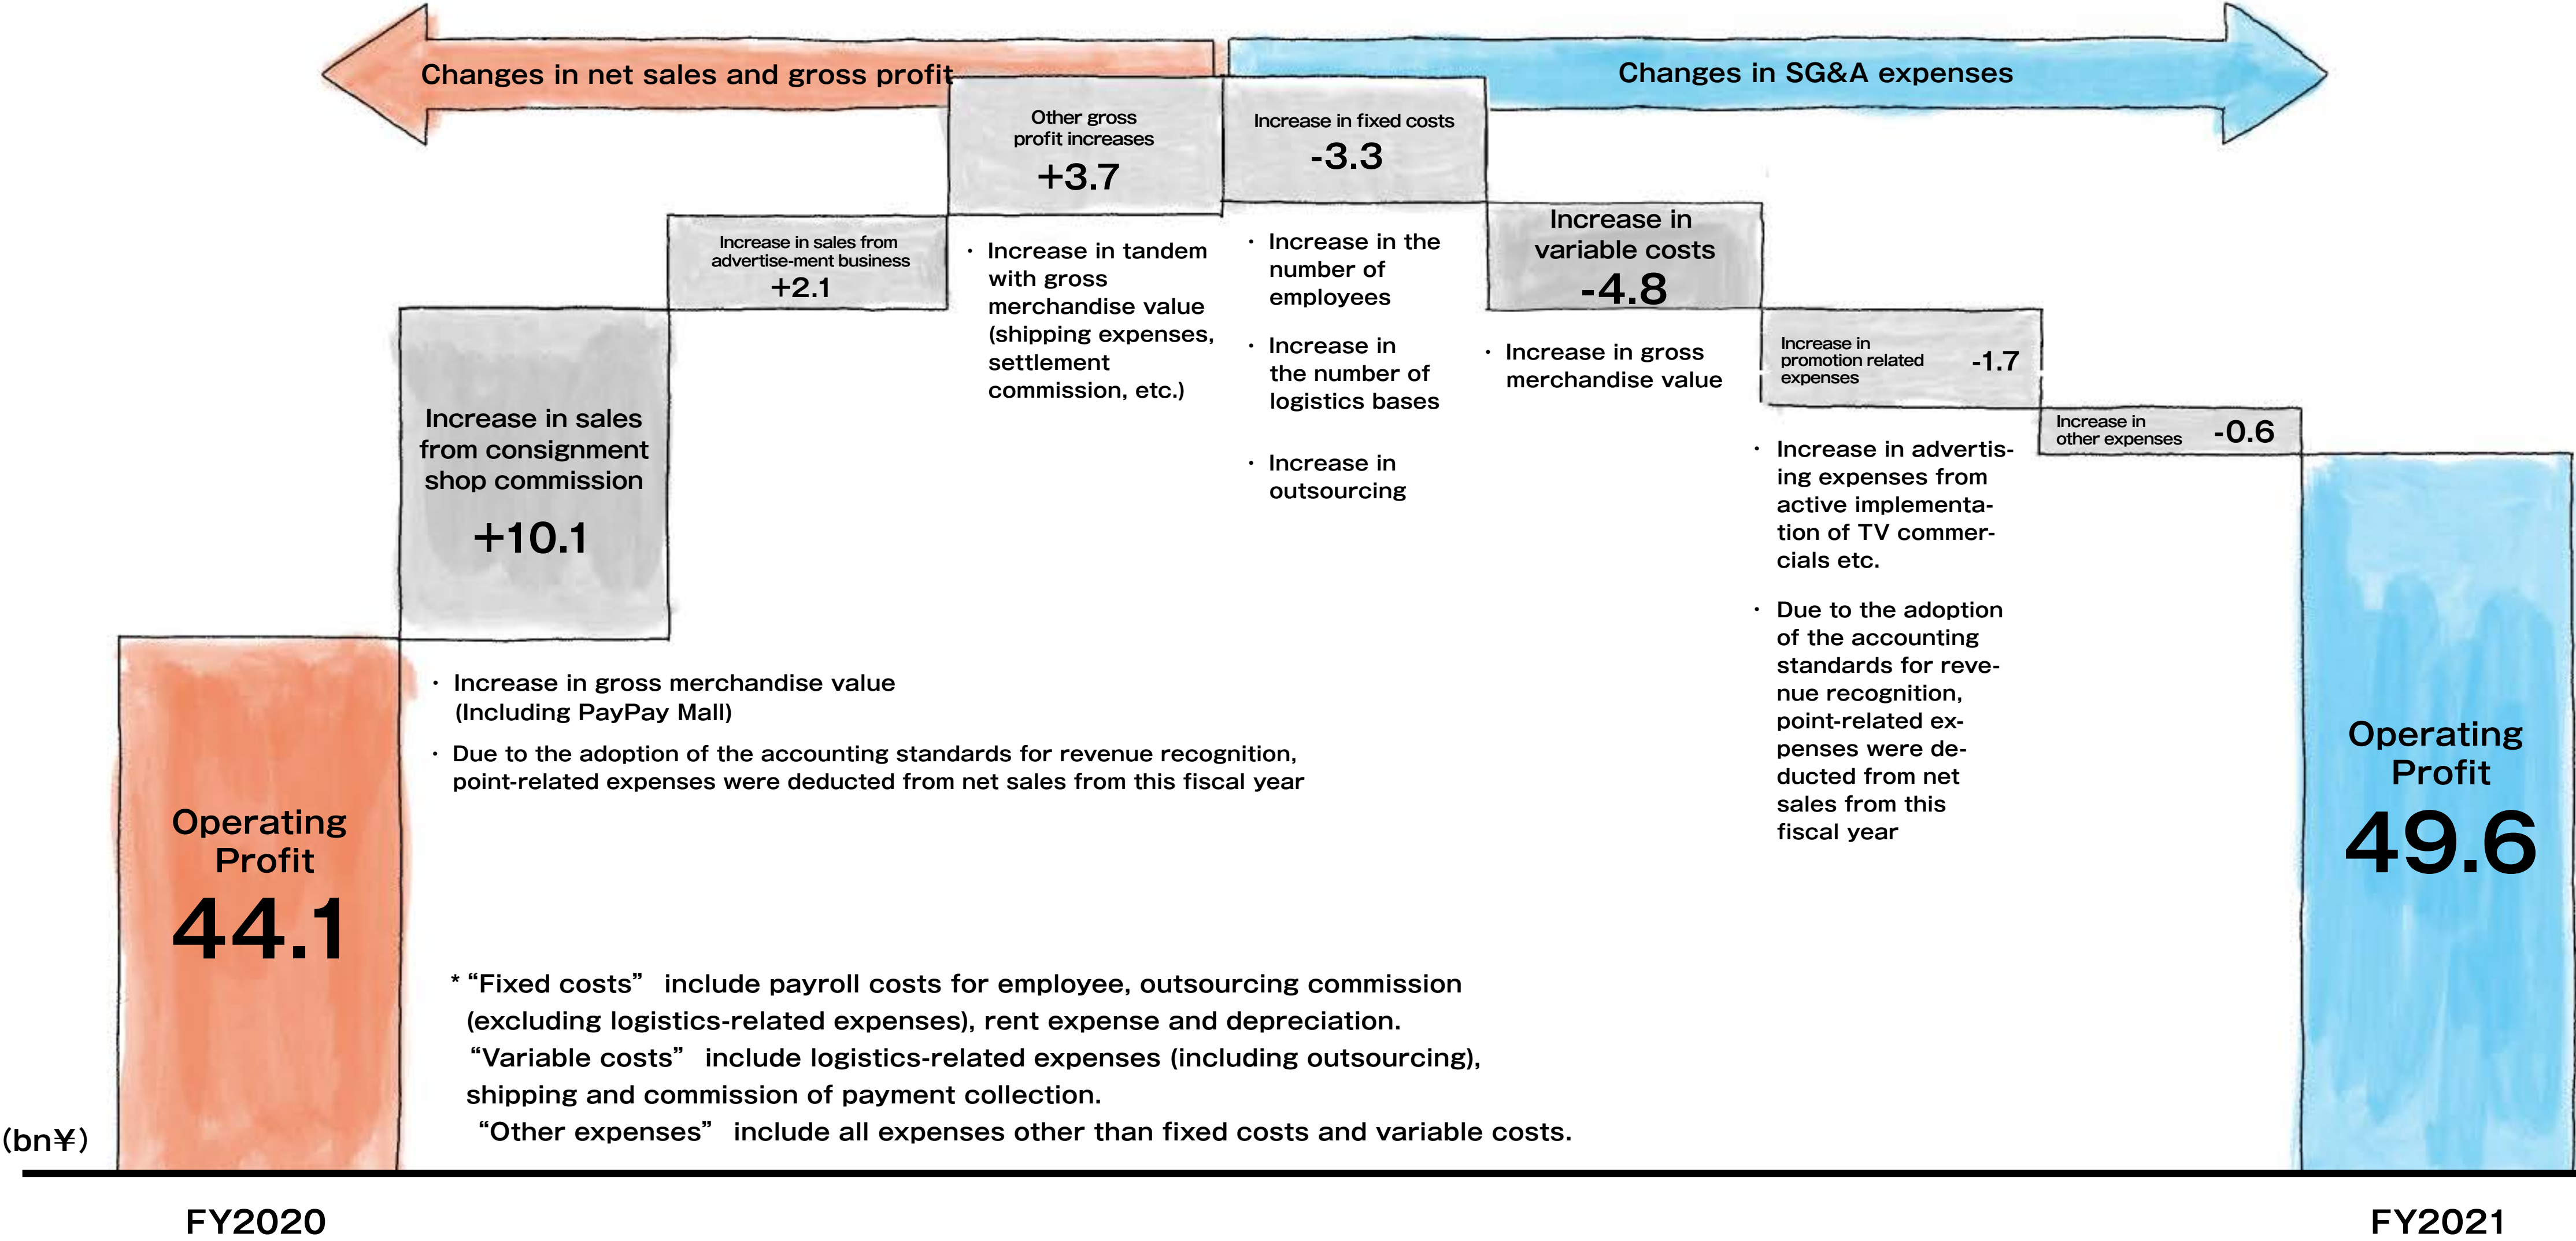 Changes in net sales and gross profit
Changes in SG&A expenses
Other gross
profit increases
+3.7
Increase in fixed costs
-3.3
Increase in sales from
advertise-ment business
+2.1
Increase in
variable costs
-4.8
・ Increase in tandem
with gross
merchandise value
(shipping expenses,
settlement
commission, etc.)
・ Increase in the
number of
employees
・ Increase in
the number of
logistics bases
・ Increase in
outsourcing
・ Increase in gross
merchandise value
Increase in
promotion related
expenses
-1.7
Increase in
other expenses
-0.6
Increase in sales
from consignment
shop commission
+10.1
・ Increase in advertis-
ing expenses from
active implementa-
tion of TV commer-
cials etc.
・ Due to the adoption
of the accounting
standards for reve-
nue recognition,
point-related ex-
penses were de-
ducted from net
sales from this
fiscal year
・ Increase in gross merchandise value
(Including PayPay Mall)
・ Due to the adoption of the accounting standards for revenue recognition,
point-related expenses were deducted from net sales from this fiscal year
Operating
Profit
44.1
Operating
Profit
49.6
* “Fixed costs” include payroll costs for employee, outsourcing commission
(excluding logistics-related expenses), rent expense and depreciation.
“Variable costs” include logistics-related expenses (including outsourcing),
shipping and commission of payment collection.
“Other expenses” include all expenses other than fixed costs and variable costs.
(bn¥)
FY2020
FY2021